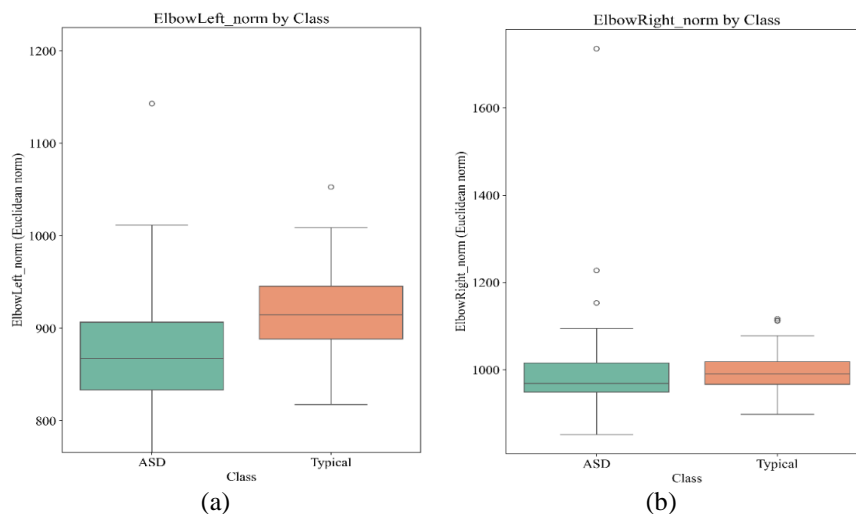 ElbowLeft_norm by Class
1200
1100
1000
900
800
ElbowLeft_norm (Euclidean norm)
ASD
Typical
Class
(a)
ElbowRight_norm by Class
1600
1400
1200
1000
ElbowRight_norm (Euclidean norm)
ASD
Typical
Class
(b)